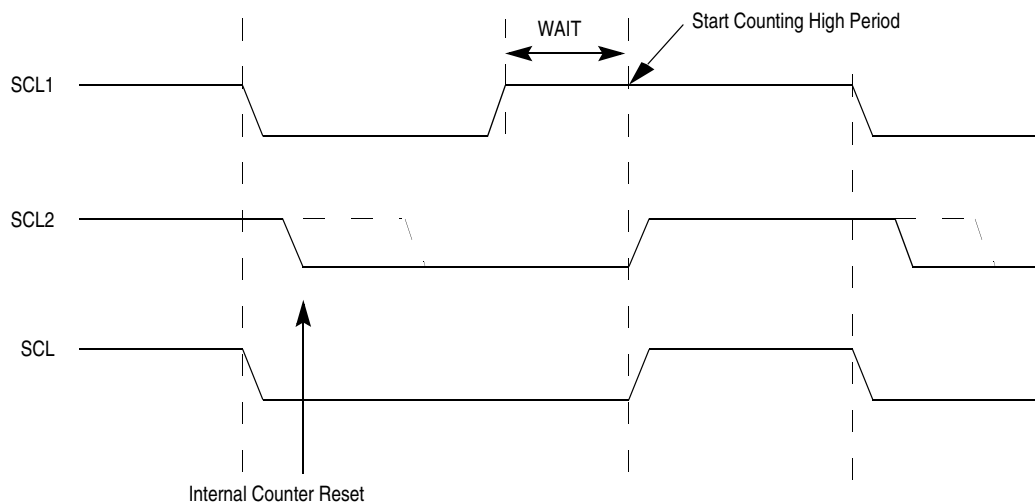 WAIT
Start Counting High Period
SCL1
SCL2
SCL
Internal Counter Reset